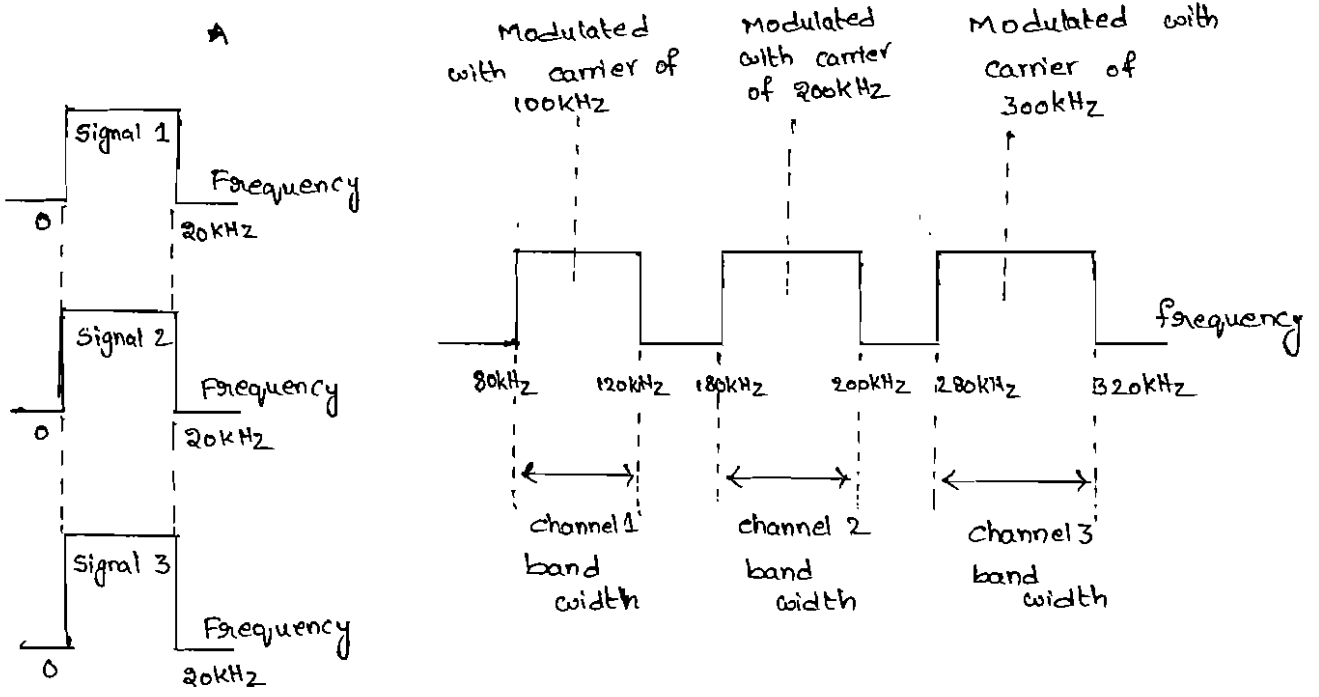 A
Signal 1
Frequency
0
20kHz
Signal 2
Frequency
0
20kHz
Signal 3
Frequency
0
20kHz
Modulated
with carrier of
100kHz
Modulated
with carrier
of 200kHz
Modulated with
carrier of
300kHz
frequency
80kHz
120kHz
180kHz
200kHz
280kHz
320kHz
Channel 1
band
width
Channel 2
band
width
Channel 3
band
width